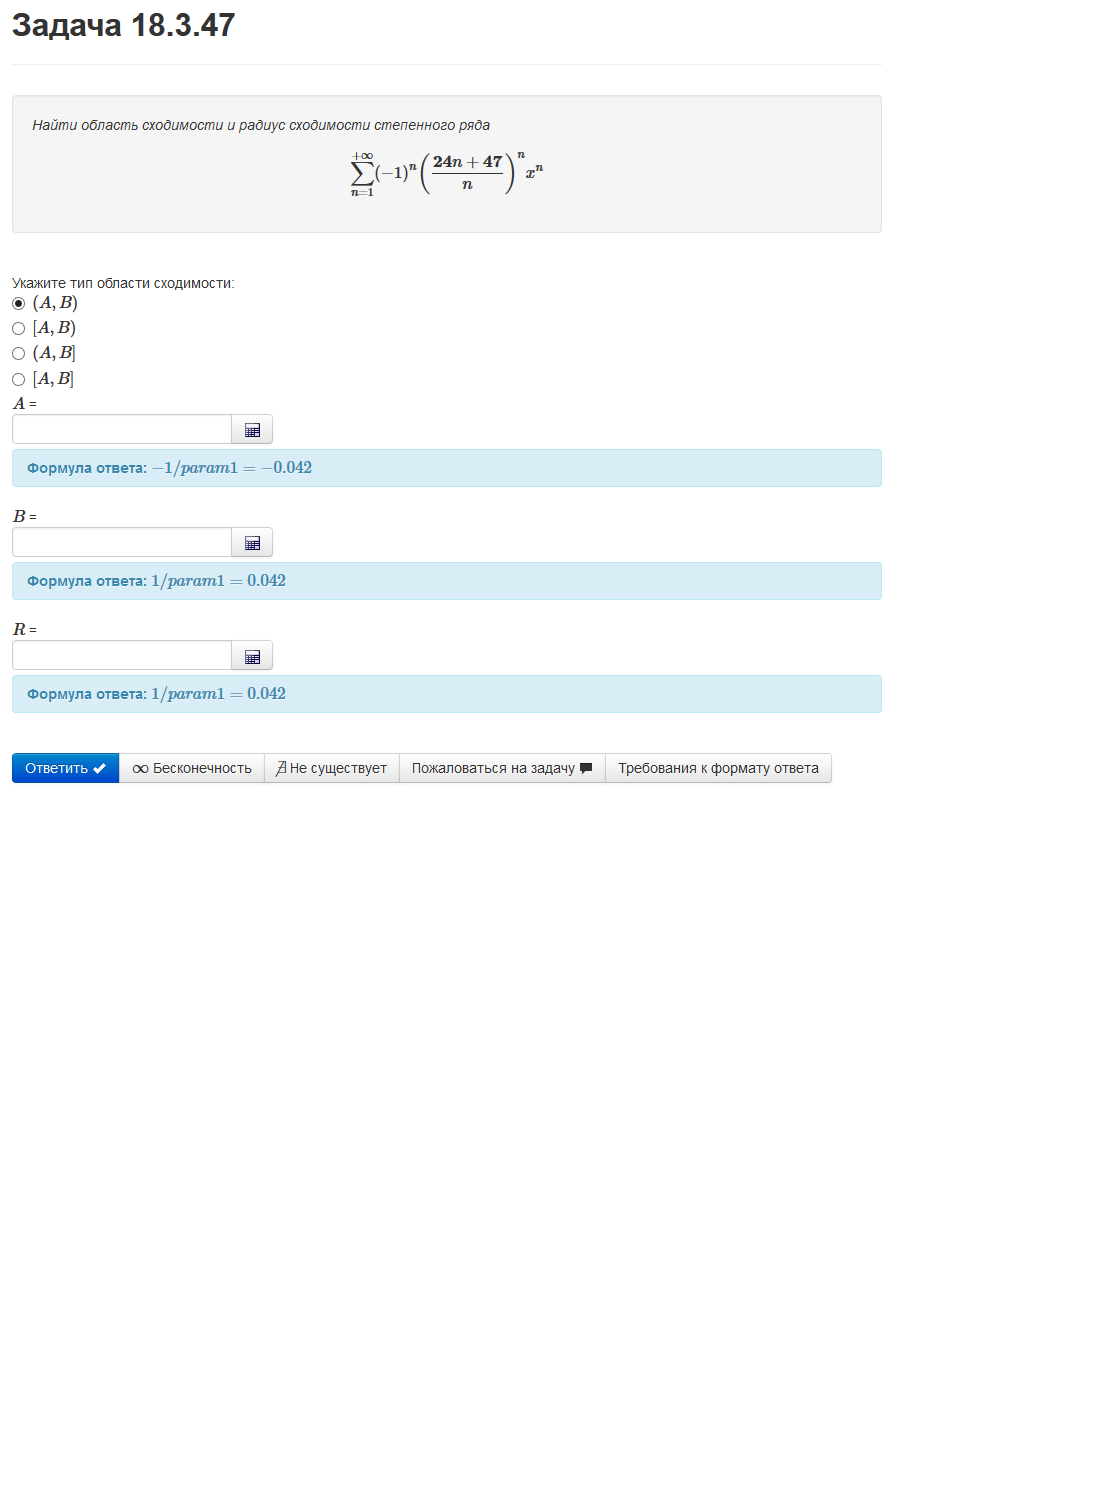 Задача 18.3.47
Найти область сходимости и радиус сходимости степенного ряда
\sum_{n=1}^{+\infty} (-1)^n \left( \frac{24n+47}{n} \right)^n x^n
Укажите тип области сходимости:
(A, B)
[A, B)
(A, B]
[A, B]
A =
Формула ответа: −1/param1 = −0.042
B =
Формула ответа: 1/param1 = 0.042
R =
Формула ответа: 1/param1 = 0.042
Ответить ∞ Бесконечность ∄ Не существует Пожаловаться на задачу Требования к формату ответа